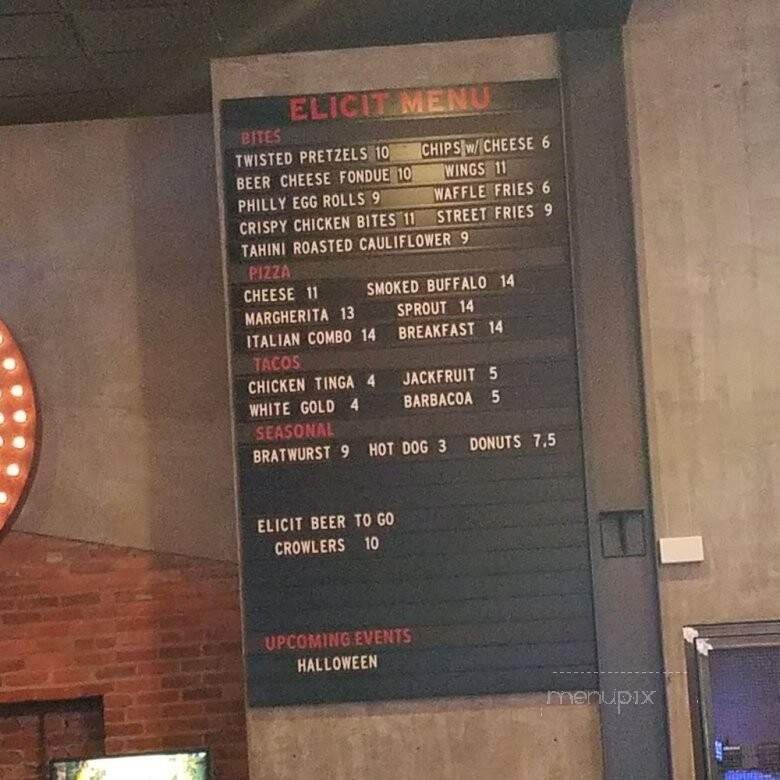 ELICIT MENU
BITES
TWISTED PRETZELS 10 CHIPS w/ CHEESE 6
BEER CHEESE FONDUE 10 WINGS 11
PHILLY EGG ROLLS 9 WAFFLE FRIES 6
CRISPY CHICKEN BITES 11 STREET FRIES 9
TAHINI ROASTED CAULIFLOWER 9
PIZZA
CHEESE 11 SMOKED BUFFALO 14
MARGHERITA 13 SPROUT 14
ITALIAN COMBO 14 BREAKFAST 14
TACOS
CHICKEN TINGA 4 JACKFRUIT 5
WHITE GOLD 4 BARBACOA 5
SEASONAL
BRATWURST 9 HOT DOG 3 DONUTS 7.5
ELICIT BEER TO GO
CROWLERS 10
UPCOMING EVENTS
HALLOWEEN
menupix